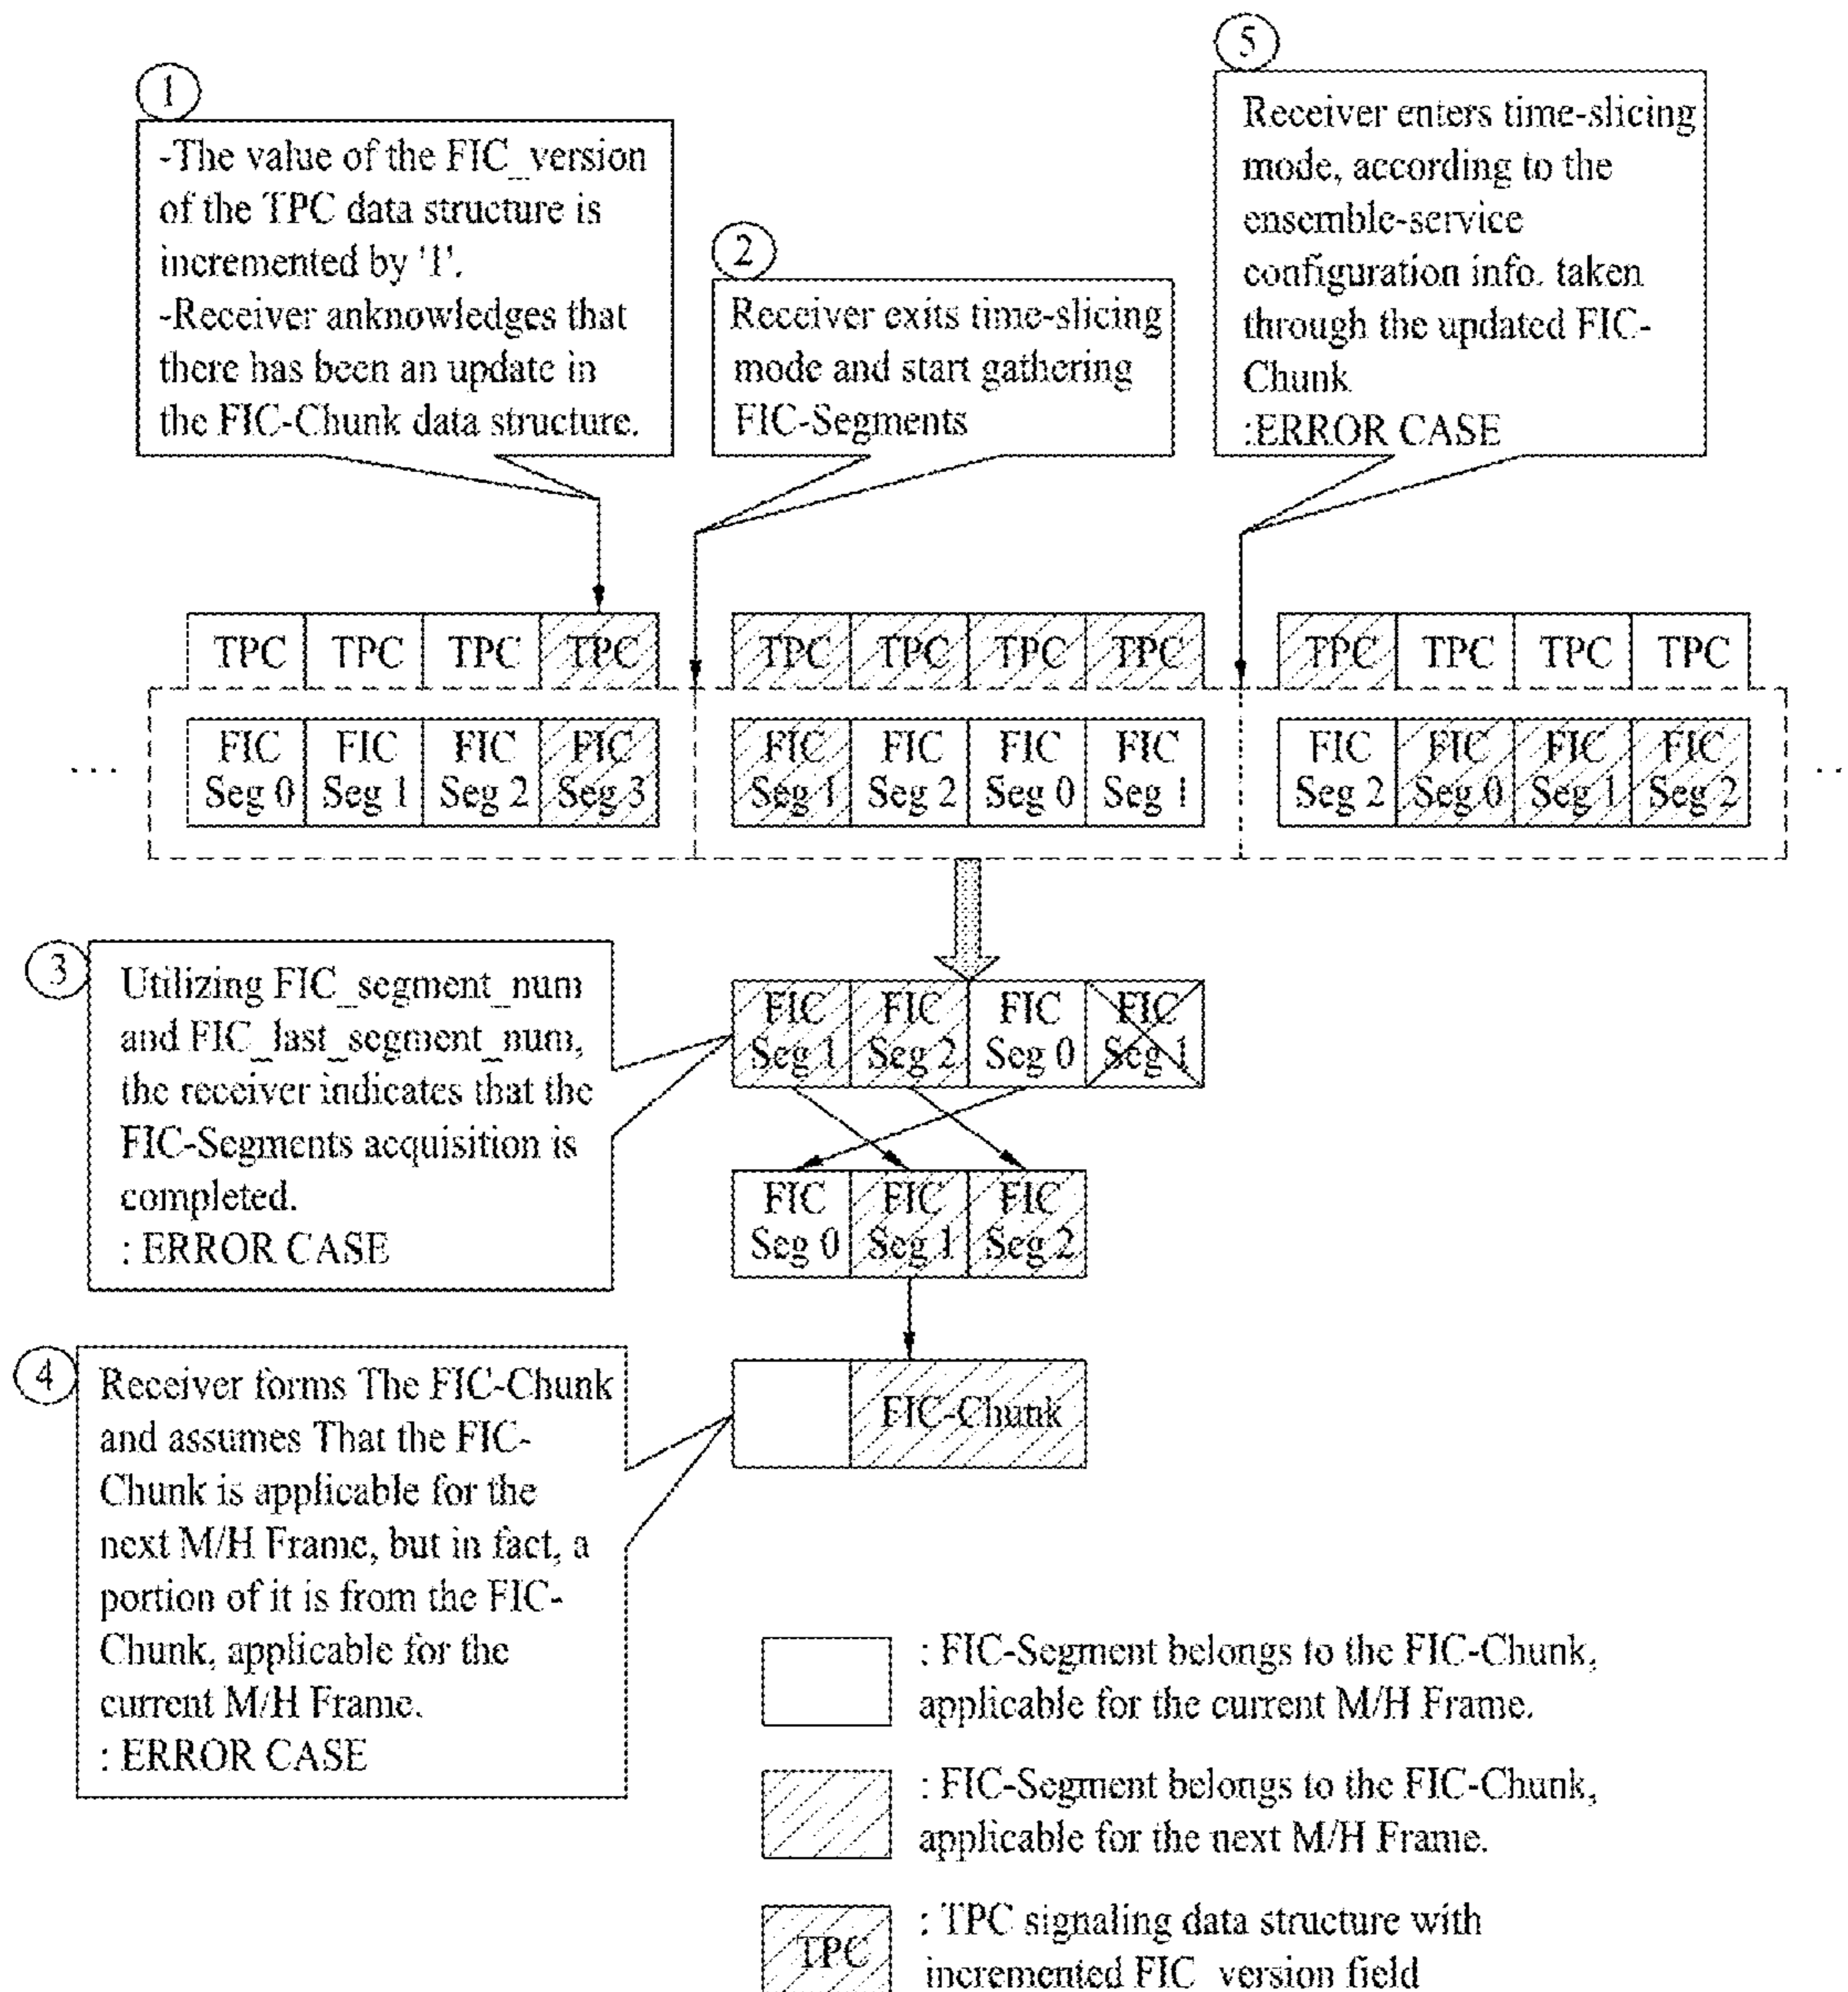 1
-The value of the FIC_version
of the TPC data structure is
incremented by '1'.
-Receiver anknowledges that
there has been an update in
the FIC-Chunk data structure.
2
Receiver exits time-slicing
mode and start gathering
FIC-Segments
5
Receiver enters time-slicing
mode, according to the
ensemble-service
configuration info. taken
through the updated FIC-
Chunk
:ERROR CASE
TPC TPC TPC TPC TPC TPC TPC TPC TPC TPC TPC TPC
... FIC FIC FIC FIC FIC FIC FIC FIC FIC FIC FIC FIC ..
Seg 0 Seg 1 Seg 2 Seg 3 Seg 1 Seg 2 Seg 0 Seg 1 Seg 2 Seg 0 Seg 1 Seg 2
3
Utilizing FIC_segment_num
and FIC_last_segment_num,
the receiver indicates that the
FIC-Segments acquisition is
completed.
: ERROR CASE
FIC FIC FIC FIC
Seg 1 Seg 2 Seg 0 Seg 1
FIC FIC FIC
Seg 0 Seg 1 Seg 2
4
Receiver forms The FIC-Chunk
and assumes That the FIC-
Chunk is applicable for the
next M/H Frame, but in fact, a
portion of it is from the FIC-
Chunk, applicable for the
current M/H Frame.
: ERROR CASE
FIC-Chunk
: FIC-Segment belongs to the FIC-Chunk,
applicable for the current M/H Frame.
: FIC-Segment belongs to the FIC-Chunk,
applicable for the next M/H Frame.
TPC : TPC signaling data structure with
incremented FIC_version field